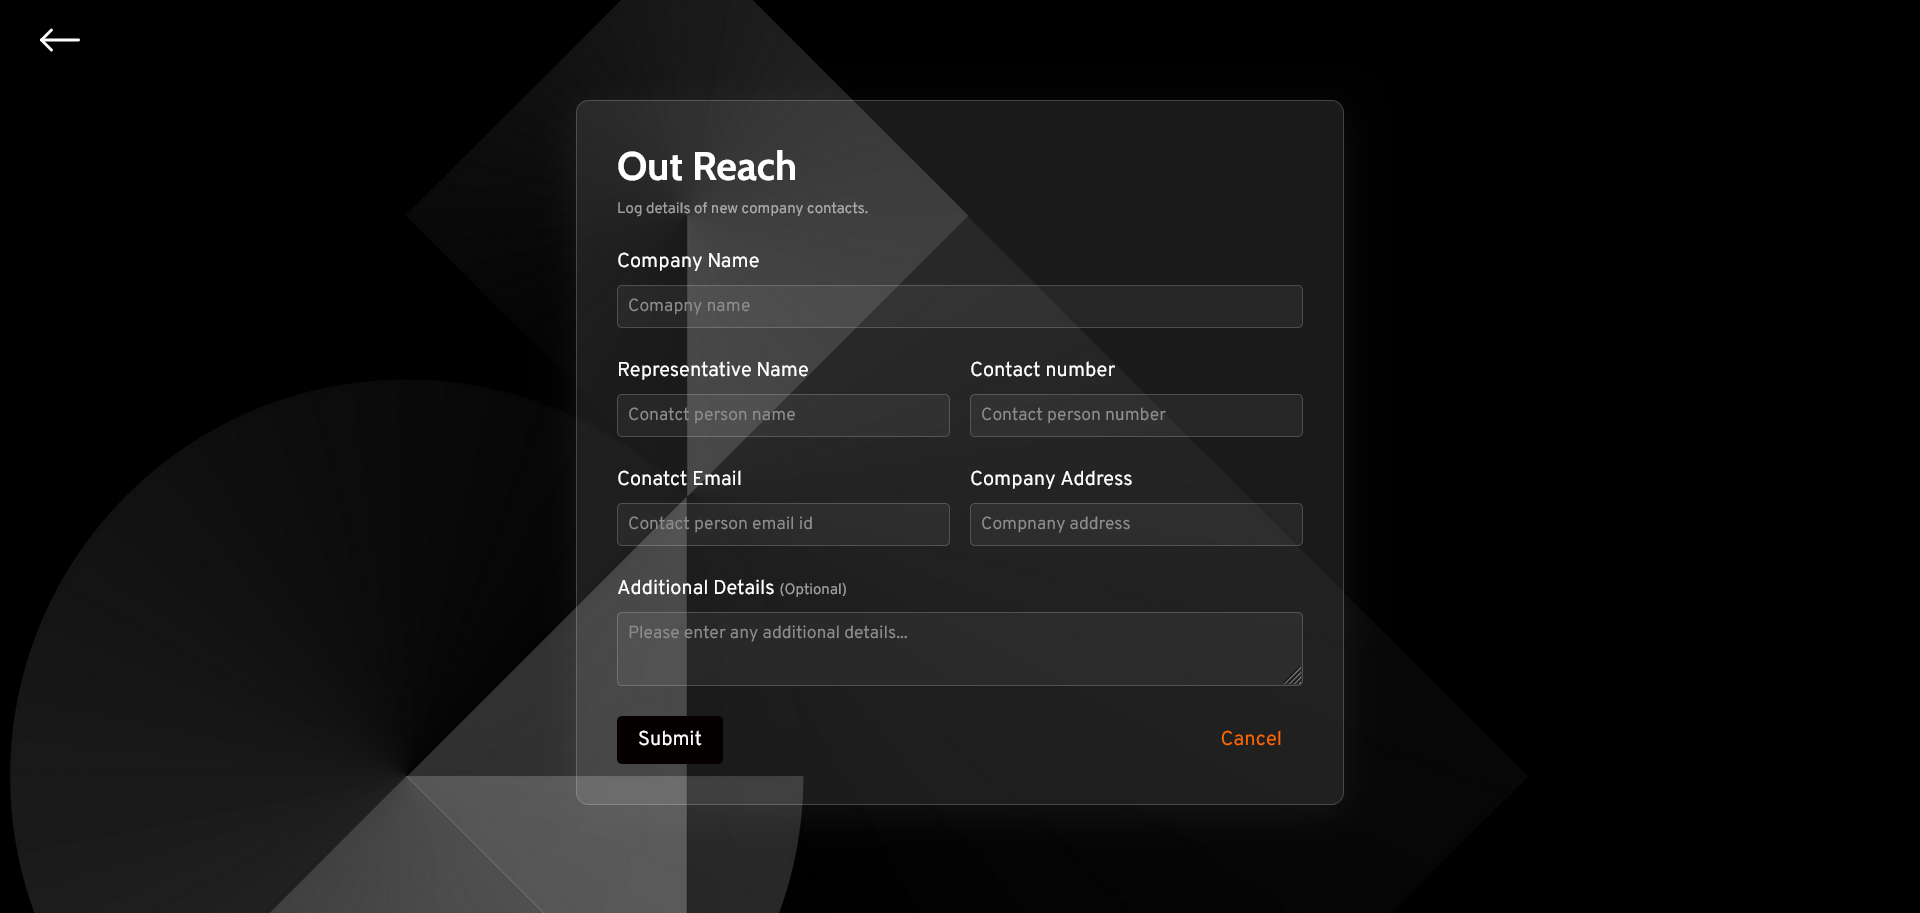 Out Reach
Log details of new company contacts.
Company Name
Comapny name
Representative Name
Contact number
Conatct person name
Contact person number
Conatct Email
Company Address
Contact person email id
Compnany address
Additional Details (Optional)
Please enter any additional details...
Submit
Cancel